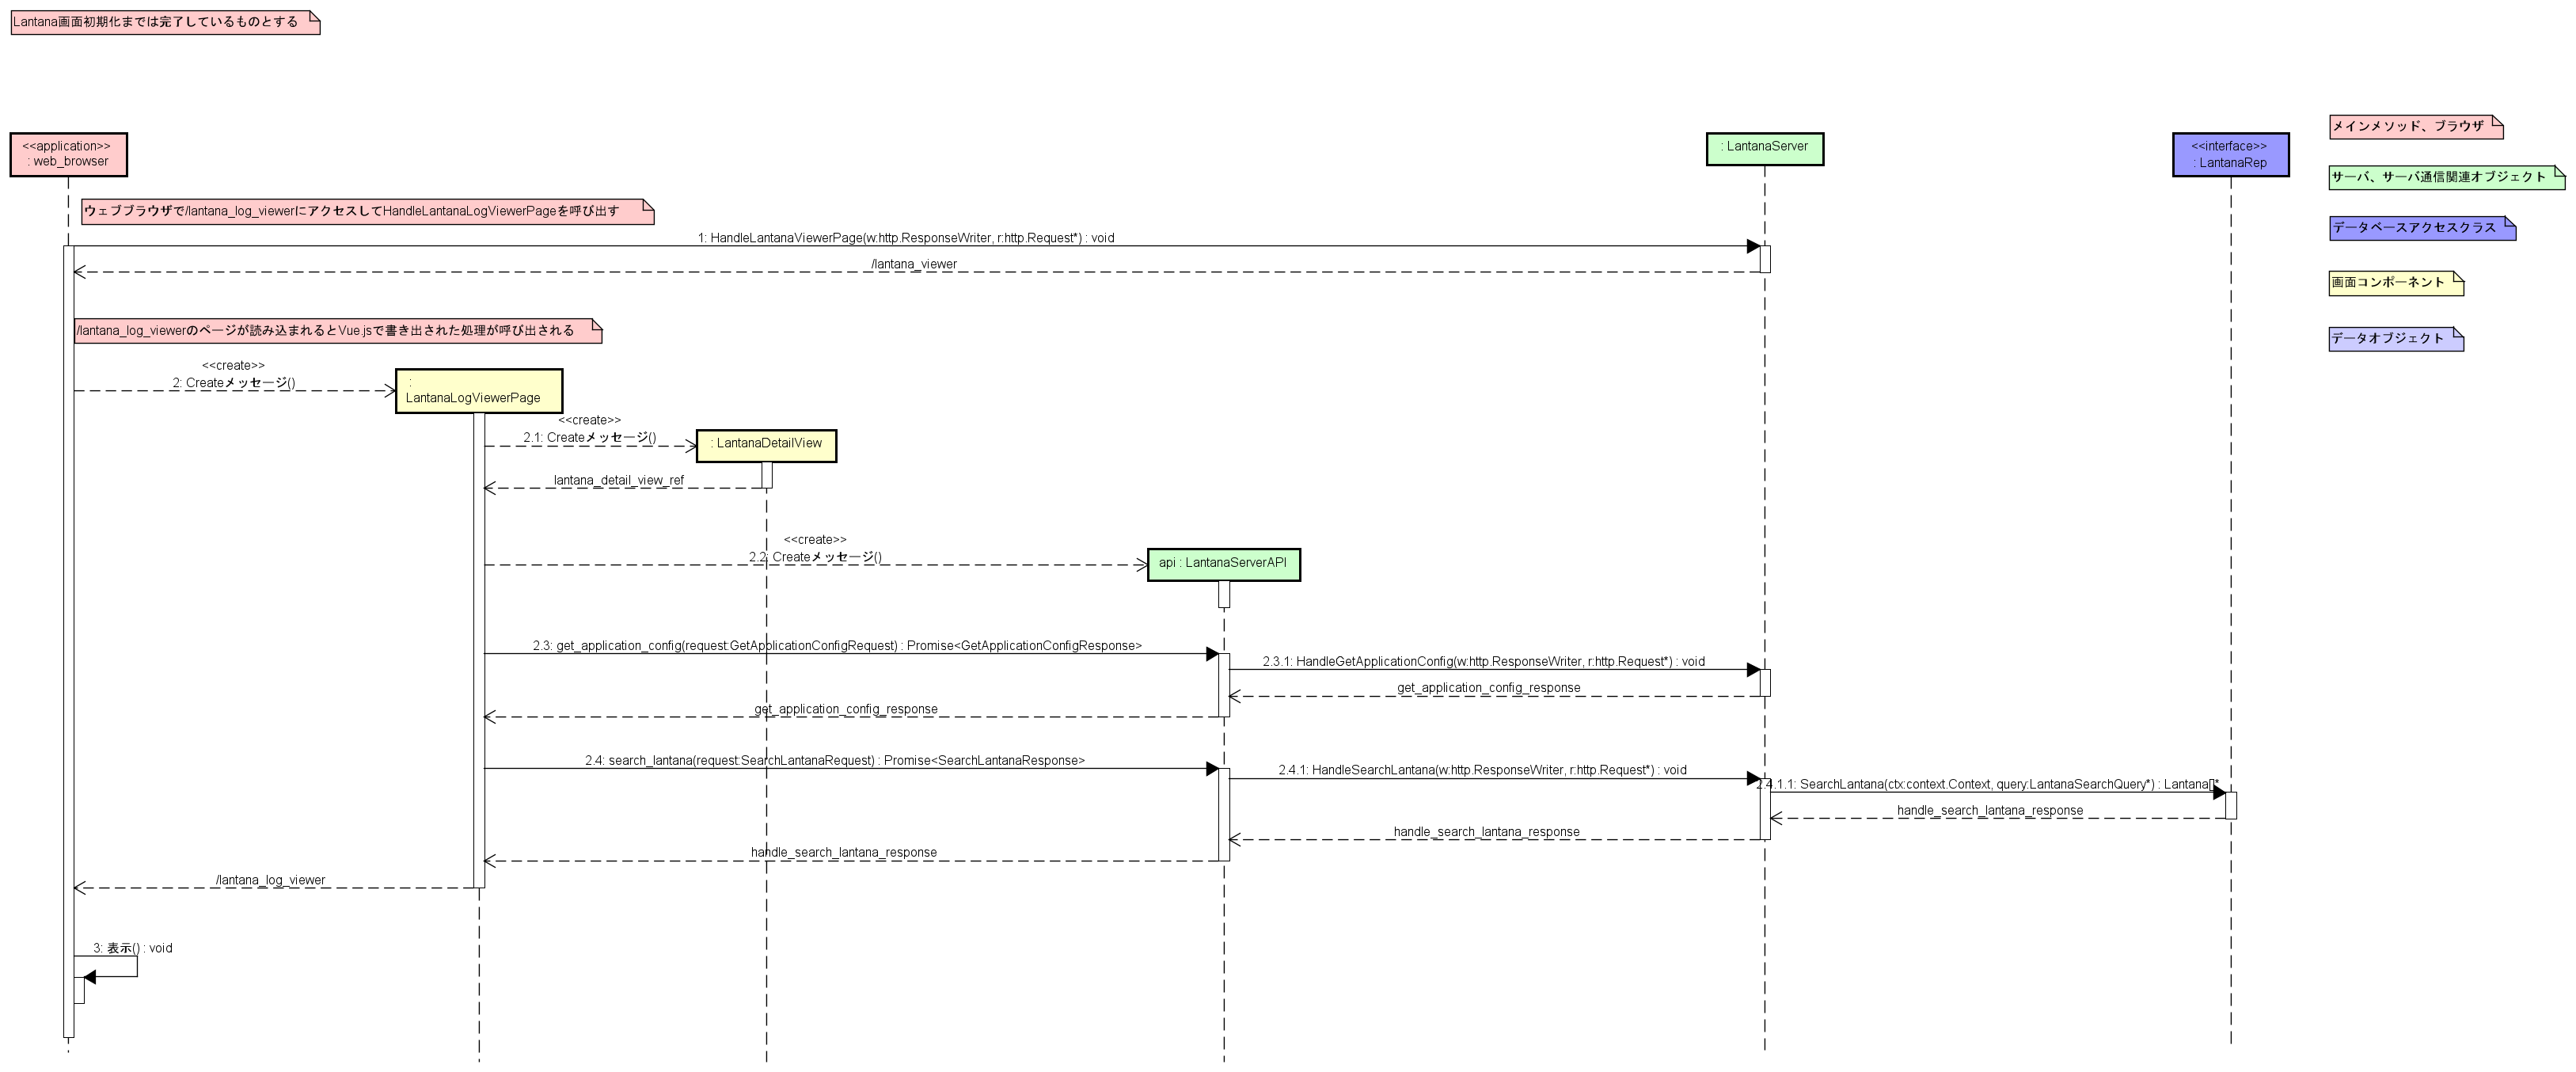 Lantana画面初期化までは完了しているものとする
<<application>>
: web_browser
: LantanaServer
<<interface>>
: LantanaRep
メインメソッド、ブラウザ
サーバ、サーバ通信関連オブジェクト
データベースアクセスクラス
画面コンポーネント
データオブジェクト
ウェブブラウザで/lantana_log_viewerにアクセスしてHandleLantanaLogViewerPageを呼び出す
1: HandleLantanaViewerPage(w:http.ResponseWriter, r:http.Request*) : void
/lantana_viewer
/lantana_log_viewerのページが読み込まれるとVue.jsで書き出された処理が呼び出される
<<create>>
2: Createメッセージ()
:
LantanaLogViewerPage
<<create>>
2.1: Createメッセージ()
: LantanaDetailView
lantana_detail_view_ref
<<create>>
2.2: Createメッセージ()
api : LantanaServerAPI
2.3: get_application_config(request:GetApplicationConfigRequest) : Promise<GetApplicationConfigResponse>
2.3.1: HandleGetApplicationConfig(w:http.ResponseWriter, r:http.Request*) : void
get_application_config_response
get_application_config_response
2.4: search_lantana(request:SearchLantanaRequest) : Promise<SearchLantanaResponse>
2.4.1: HandleSearchLantana(w:http.ResponseWriter, r:http.Request*) : void
2.4.1.1: SearchLantana(ctx:context.Context, query:LantanaSearchQuery*) : Lantana[]*
handle_search_lantana_response
handle_search_lantana_response
handle_search_lantana_response
/lantana_log_viewer
3: 表示() : void